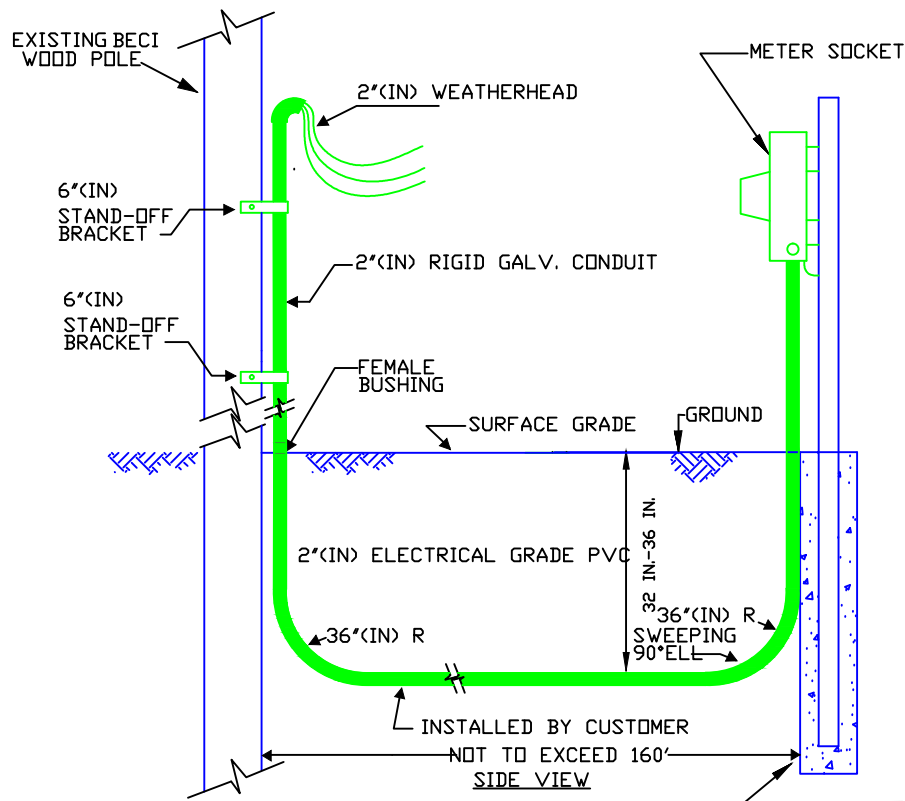 EXISTING BECI
WOOD POLE
METER SOCKET
2"(IN) WEATHERHEAD
6"(IN)
STAND-OFF
BRACKET
2"(IN) RIGID GALV. CONDUIT
6"(IN)
STAND-OFF
BRACKET
FEMALE
BUSHING
SURFACE GRADE
GROUND
32 IN.-36 IN.
2"(IN) ELECTRICAL GRADE PVC
36"(IN) R
36"(IN) R
SWEEPING
90°ELL
INSTALLED BY CUSTOMER
NOT TO EXCEED 160'
SIDE VIEW